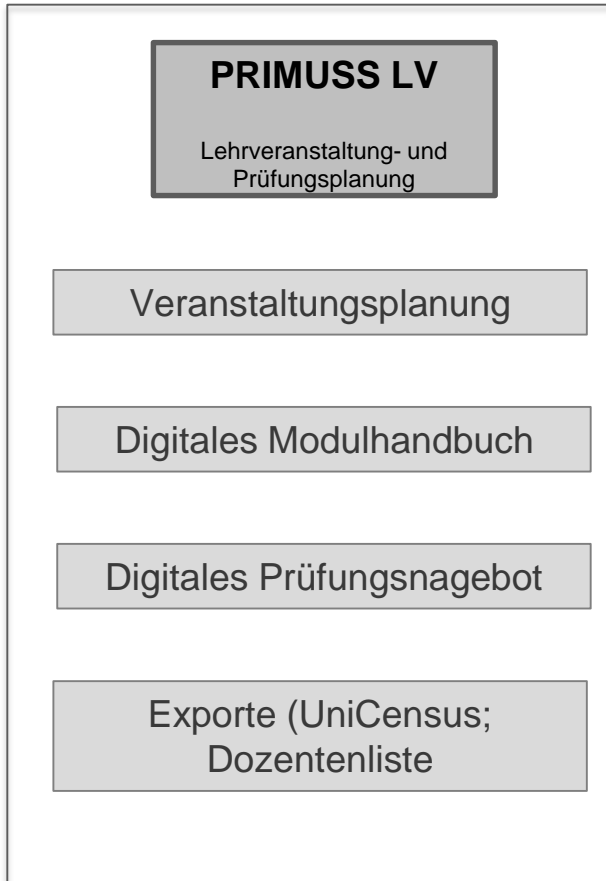 PRIMUSS LV
Lehrveranstaltung- und
Prüfungsplanung
Veranstaltungsplanung
Digitales Modulhandbuch
Digitales Prüfungsnagebot
Exporte (UniCensus;
Dozentenliste